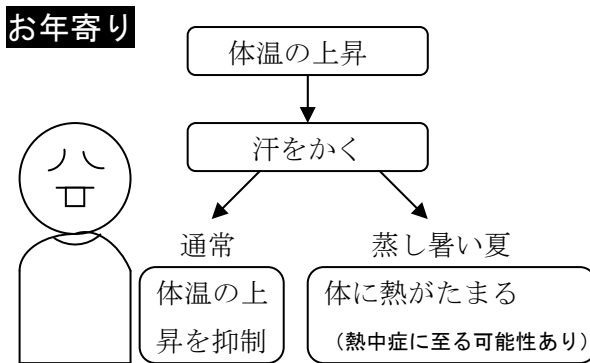 お年寄り
体温の上昇
汗をかく
通常
蒸し暑い夏
体温の上
昇を抑制
体に熱がたまる
（熱中症に至る可能性あり）